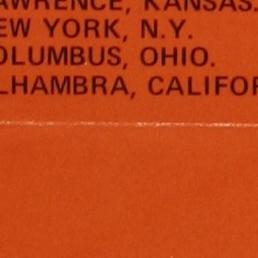 AWRENCE, KANSAS.
EW YORK, N.Y.
OLUMBUS, OHIO.
LHAMBRA, CALIFOR